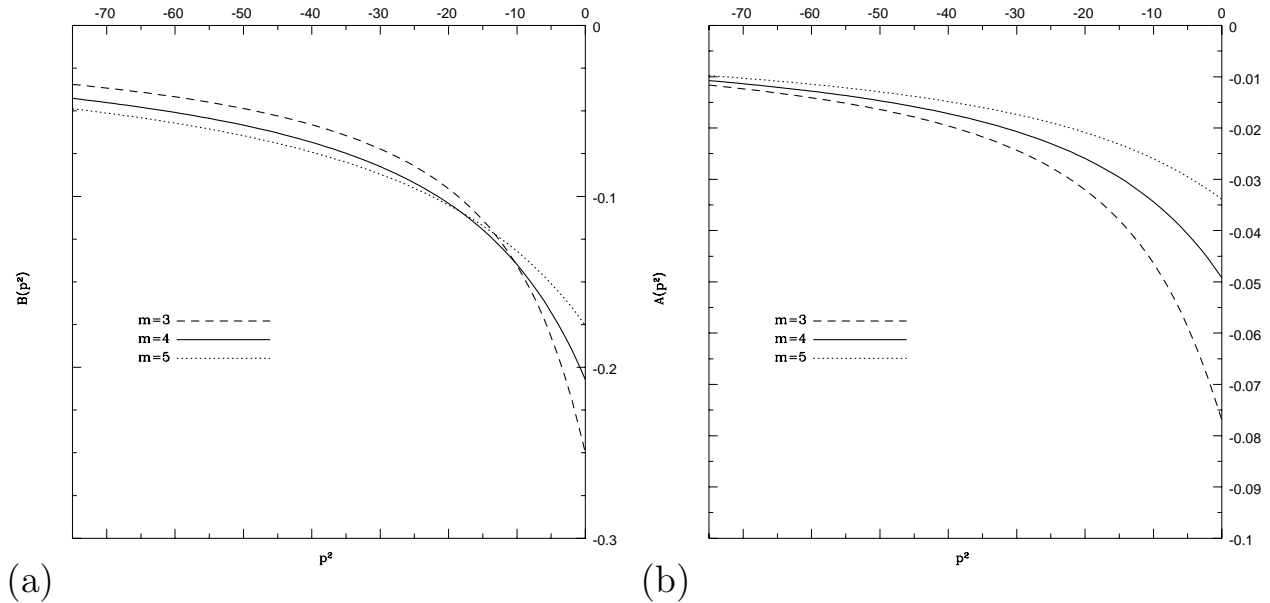 -70 -60 -50 -40 -30 -20 -10 0
0
-0.1
-0.2
-0.3
B(p²)
m=3
m=4
m=5
p²
(a)
-70 -60 -50 -40 -30 -20 -10 0
0
-0.01
-0.02
-0.03
-0.04
-0.05
-0.06
-0.07
-0.08
-0.09
-0.1
A(p²)
m=3
m=4
m=5
p²
(b)